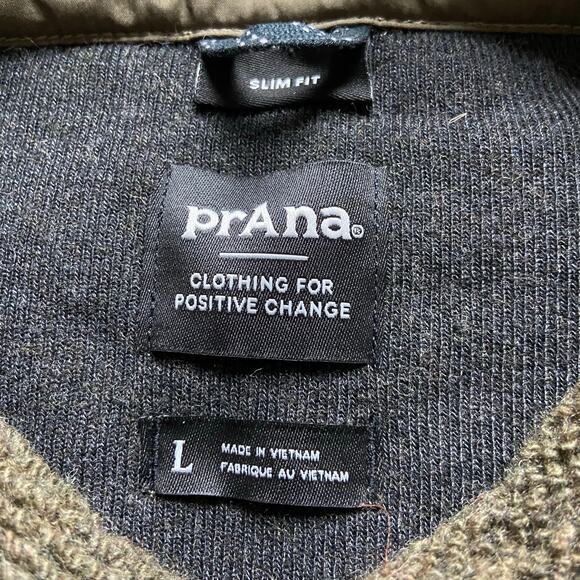 SLIM FIT
prAna®
CLOTHING FOR
POSITIVE CHANGE
L
MADE IN VIETNAM
FABRIQUE AU VIETNAM